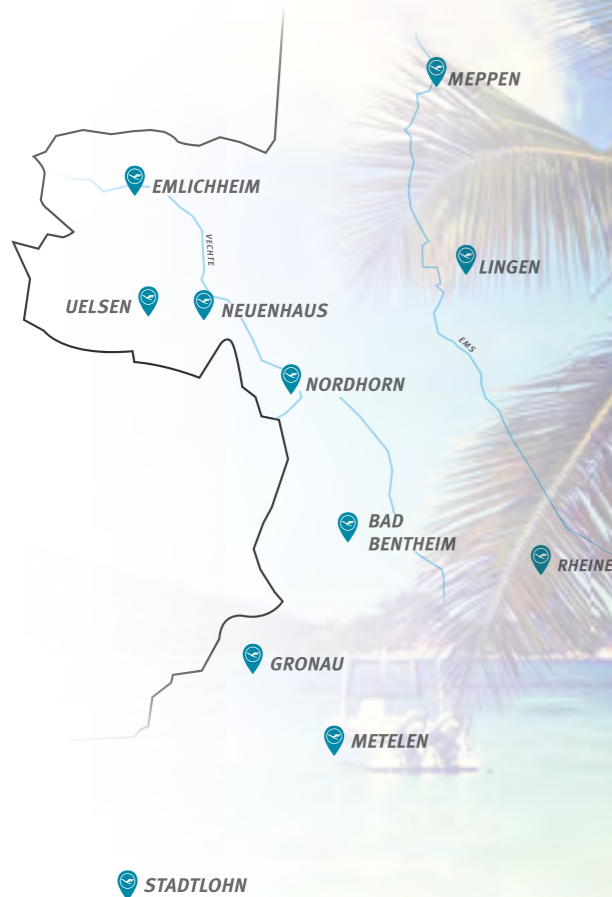 MEPPEN
EMLICHHEIM
VECHTE
LINGEN
UELSEN
NEUENHAUS
EMS
NORDHORN
BAD
BENTHEIM
RHEINE
GRONAU
METELEN
STADTLOHN